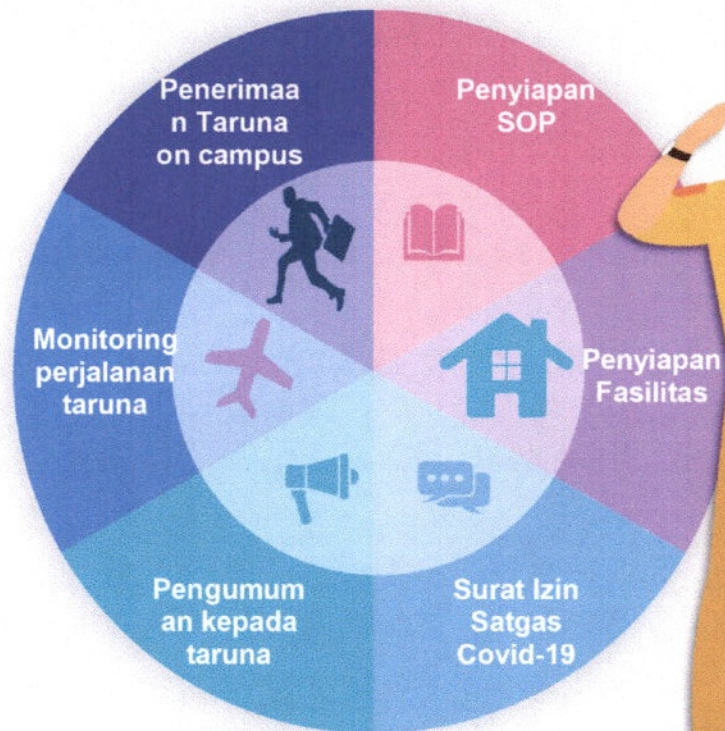 Penerimaa
n Taruna
on campus
Penyiapan
SOP
Monitoring
perjalanan
taruna
Penyiapan
Fasilitas
Pengumum
an kepada
taruna
Surat Izin
Satgas
Covid-19